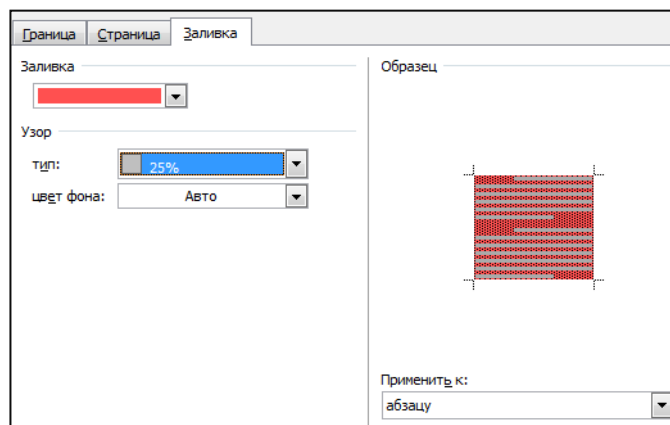 Граница Страница Заливка
Заливка
Узор
тип: 25%
цвет фона: Авто
Образец
Применить к:
абзацу